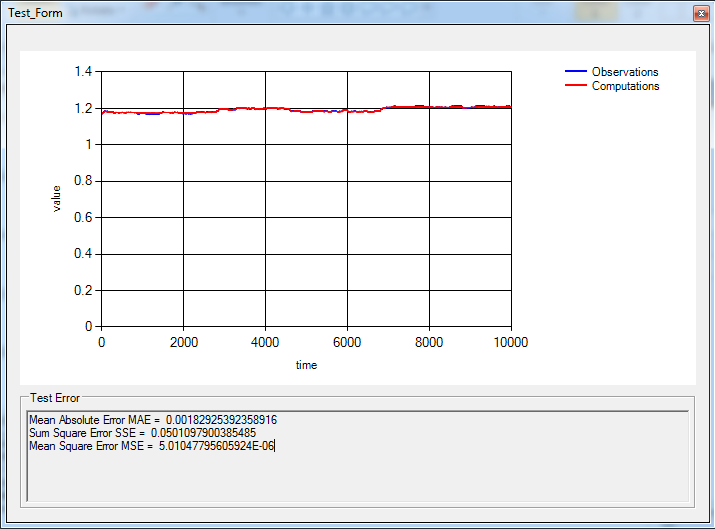 Test_Form
1.4
1.2
1
0.8
0.6
0.4
0.2
0
value
0
2000
4000
6000
8000
10000
time
Observations
Computations
Test Error
Mean Absolute Error MAE = 0.00182925392358916
Sum Square Error SSE = 0.0501097900385485
Mean Square Error MSE = 5.01047795605924E-06